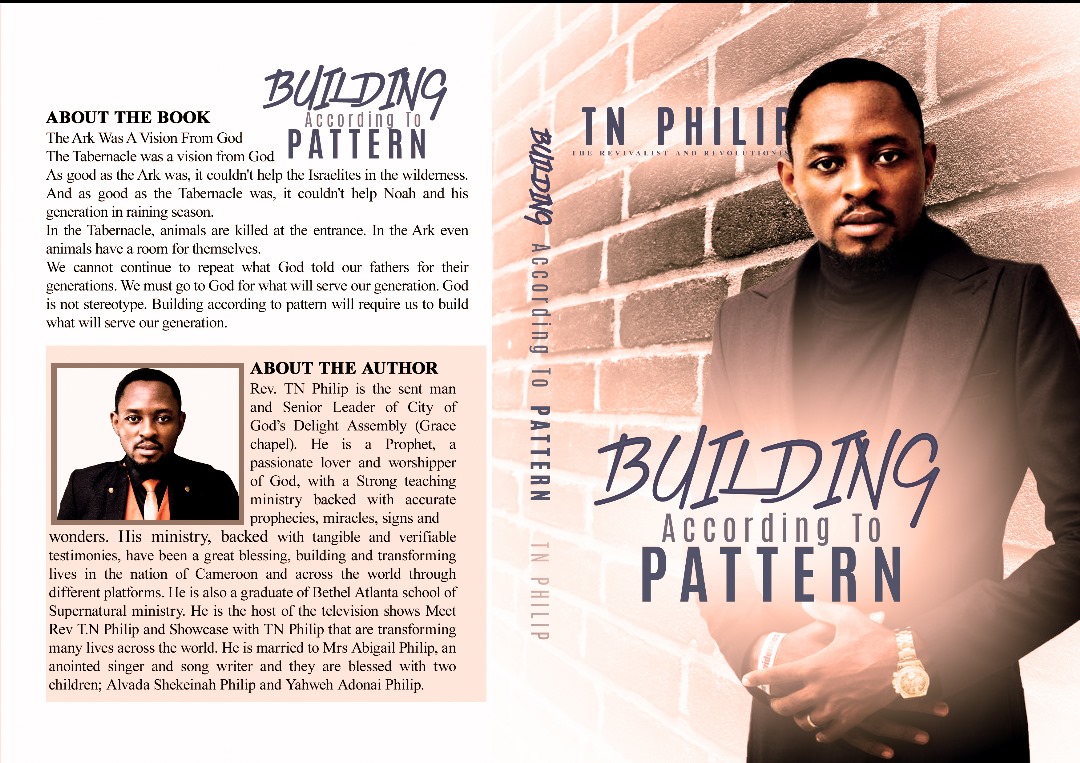 BUILDING
According To
PATTERN
ABOUT THE BOOK
The Ark Was A Vision From God
The Tabernacle was a vision from God
As good as the Ark was, it couldn't help the Israelites in the wilderness.
And as good as the Tabernacle was, it couldn't help Noah and his
generation in raining season.
In the Tabernacle, animals are killed at the entrance. In the Ark even
animals have a room for themselves.
We cannot continue to repeat what God told our fathers for their
generations. We must go to God for what will serve our generation. God
is not stereotype. Building according to pattern will require us to build
what will serve our generation.
ABOUT THE AUTHOR
Rev. TN Philip is the sent man
and Senior Leader of City of
God's Delight Assembly (Grace
chapel). He is a Prophet, a
passionate lover and worshipper
of God, with a Strong teaching
ministry backed with accurate
prophecies, miracles, signs and
wonders. His ministry, backed with tangible and verifiable
testimonies, have been a great blessing, building and transforming
lives in the nation of Cameroon and across the world through
different platforms. He is also a graduate of Bethel Atlanta school of
Supernatural ministry. He is the host of the television shows Meet
Rev T.N Philip and Showcase with TN Philip that are transforming
many lives across the world. He is married to Mrs Abigail Philip, an
anointed singer and song writer and they are blessed with two
children; Alvada Shekeinah Philip and Yahweh Adonai Philip.
BUILDING According To PATTERN TN PHILIP
TN PHILIP
THE REVIVALIST AND
BUILDING
According To
PATTERN